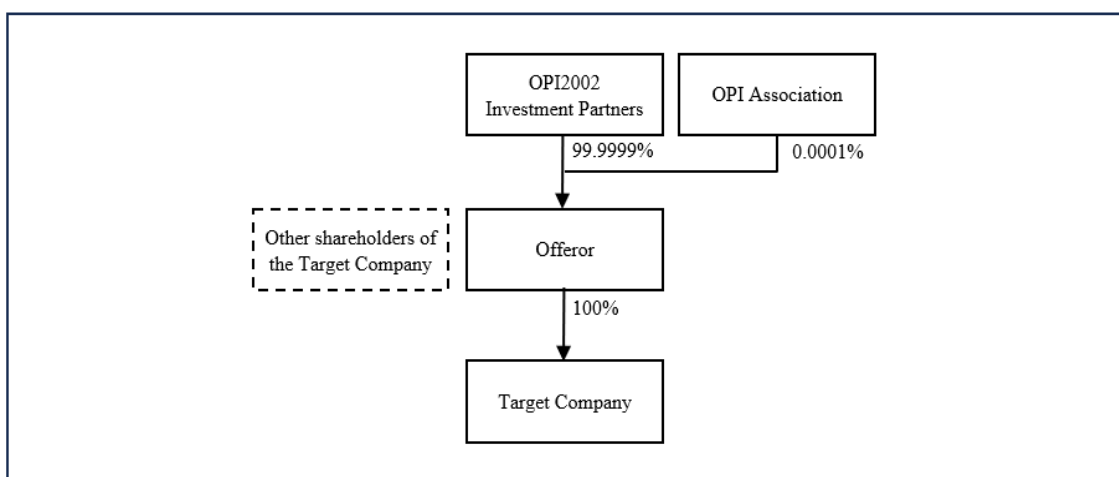 OPI2002
Investment Partners
OPI Association
99.9999%
0.0001%
Other shareholders of
the Target Company
Offeror
100%
Target Company